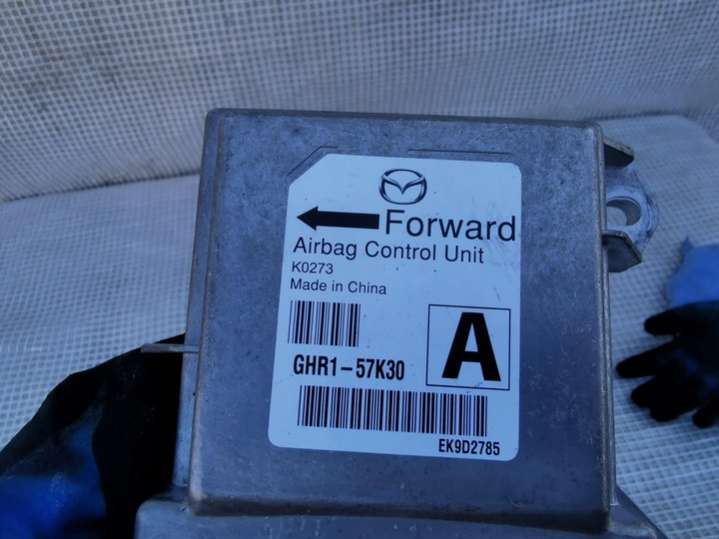 Forward
Airbag Control Unit
K0273
Made in China
A
GHR1-57K30
EK9D2785